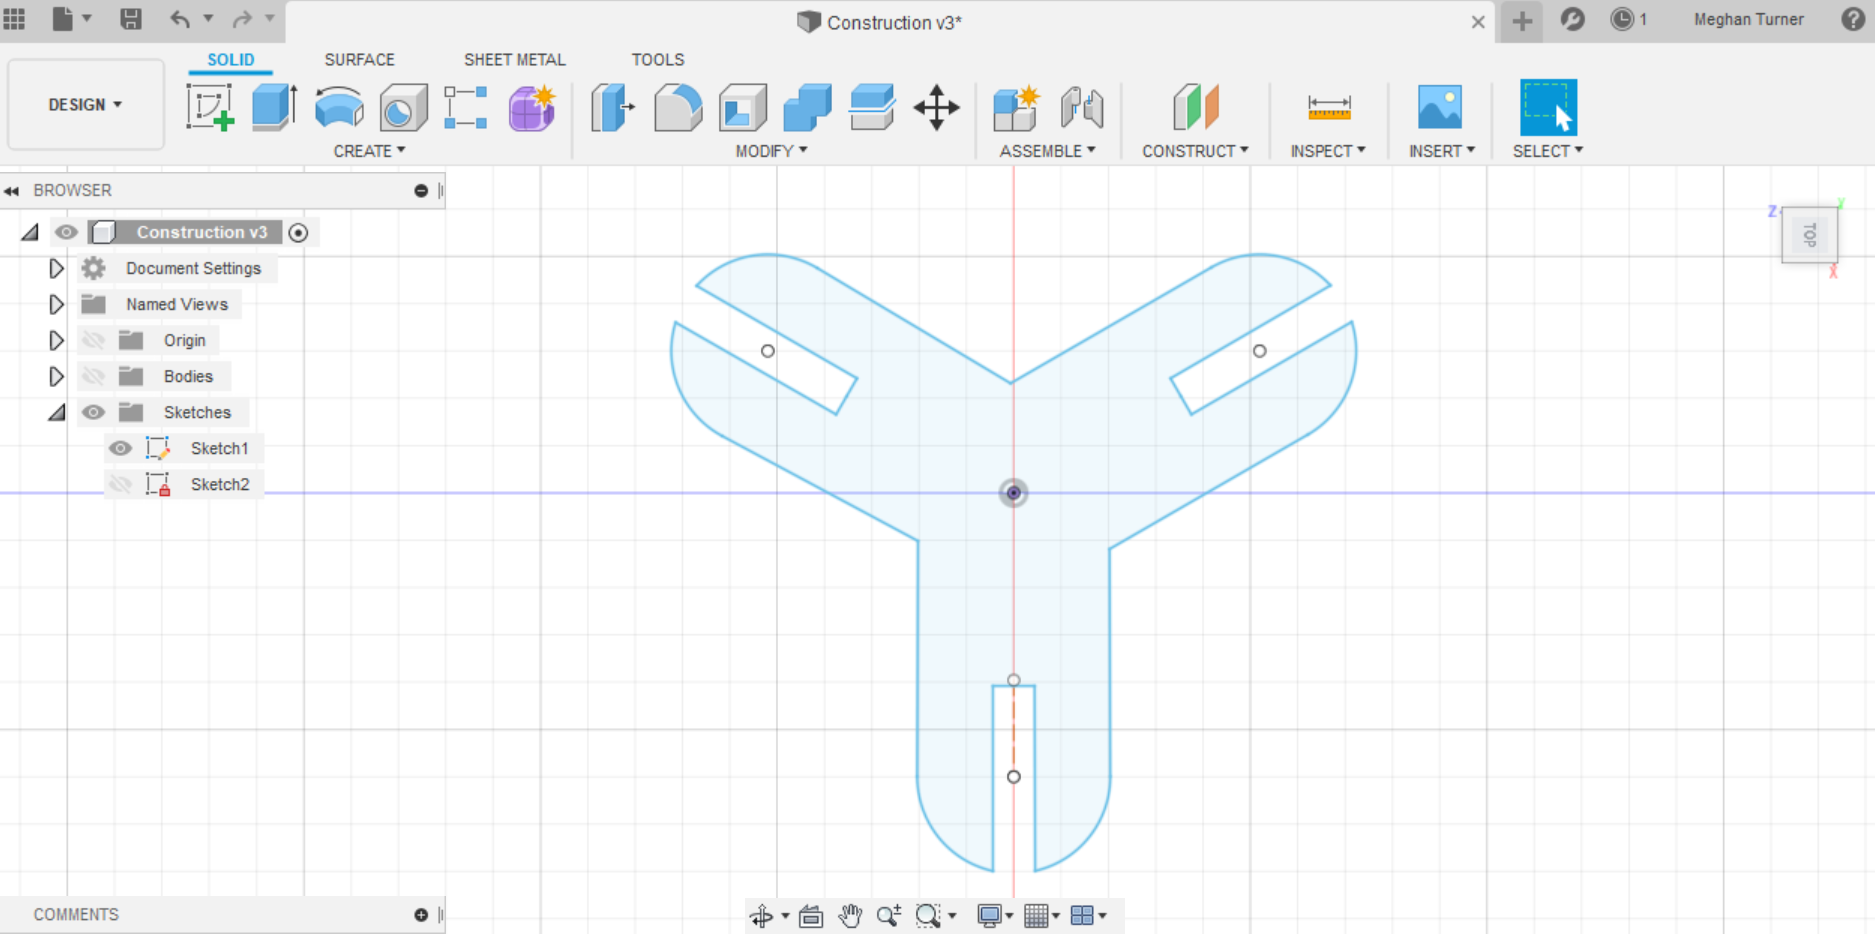 Construction v3*
1
Meghan Turner
?
SOLID
SURFACE
SHEET METAL
TOOLS
DESIGN
CREATE
MODIFY
ASSEMBLE
CONSTRUCT
INSPECT
INSERT
SELECT
BROWSER
Construction v3
Document Settings
Named Views
Origin
Bodies
Sketches
Sketch1
Sketch2
Z
Y
TOP
X
COMMENTS